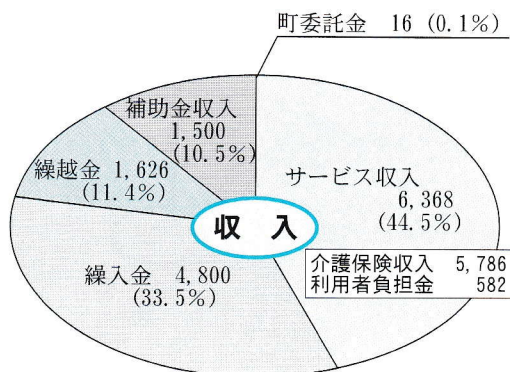 町委託金 16 (0.1%)
補助金収入
1,500
(10.5%)
繰越金 1,626
(11.4%)
サービス収入
6,368
(44.5%)
収 入
介護保険収入 5,786
利用者負担金 582
繰入金 4,800
(33.5%)